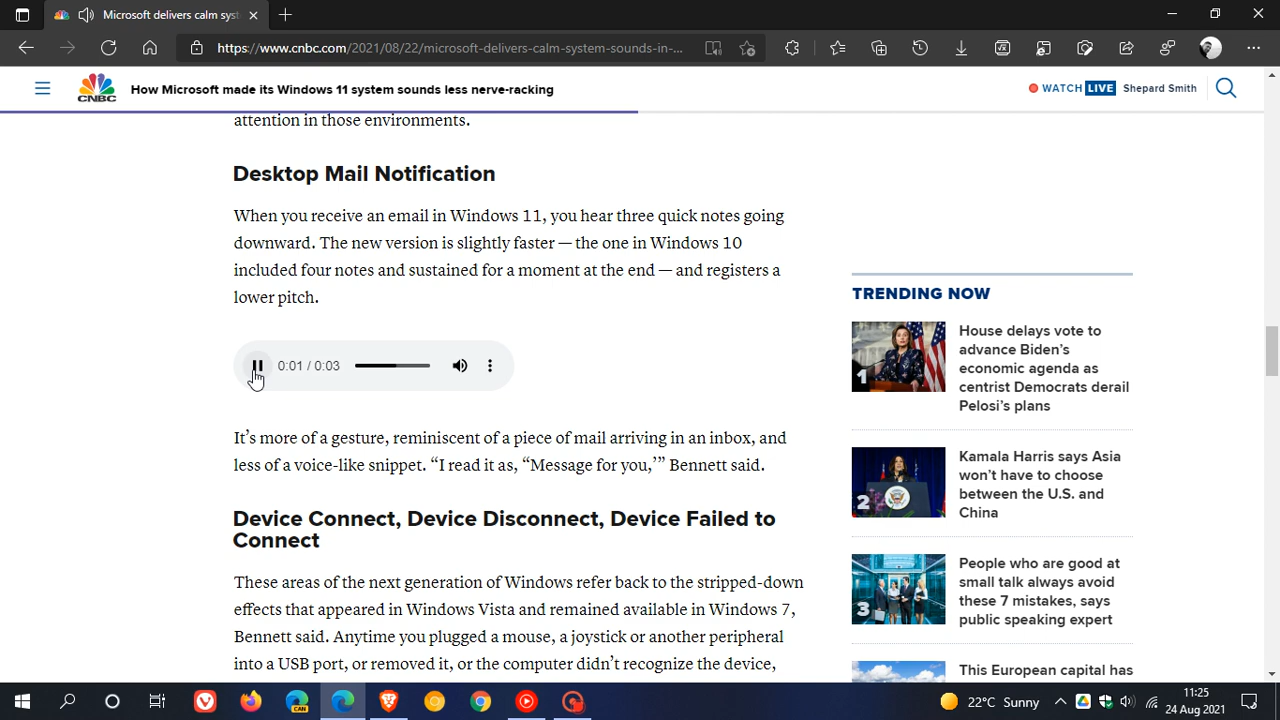 Microsoft delivers calm syst
https://www.cnbc.com/2021/08/22/microsoft-delivers-calm-system-sounds-in-...
CNBC
How Microsoft made its Windows 11 system sounds less nerve-racking
WATCH LIVE Shepard Smith
attention in those environments.
Desktop Mail Notification
When you receive an email in Windows 11, you hear three quick notes going
downward. The new version is slightly faster — the one in Windows 10
included four notes and sustained for a moment at the end — and registers a
lower pitch.
0:01 / 0:03
It’s more of a gesture, reminiscent of a piece of mail arriving in an inbox, and
less of a voice-like snippet. “I read it as, “Message for you,’” Bennett said.
Device Connect, Device Disconnect, Device Failed to
Connect
These areas of the next generation of Windows refer back to the stripped-down
effects that appeared in Windows Vista and remained available in Windows 7,
Bennett said. Anytime you plugged a mouse, a joystick or another peripheral
into a USB port, or removed it, or the computer didn’t recognize the device,
TRENDING NOW
1
House delays vote to
advance Biden’s
economic agenda as
centrist Democrats derail
Pelosi’s plans
2
Kamala Harris says Asia
won’t have to choose
between the U.S. and
China
3
People who are good at
small talk always avoid
these 7 mistakes, says
public speaking expert
This European capital has
CAN
22°C Sunny
11:25
24 Aug 2021